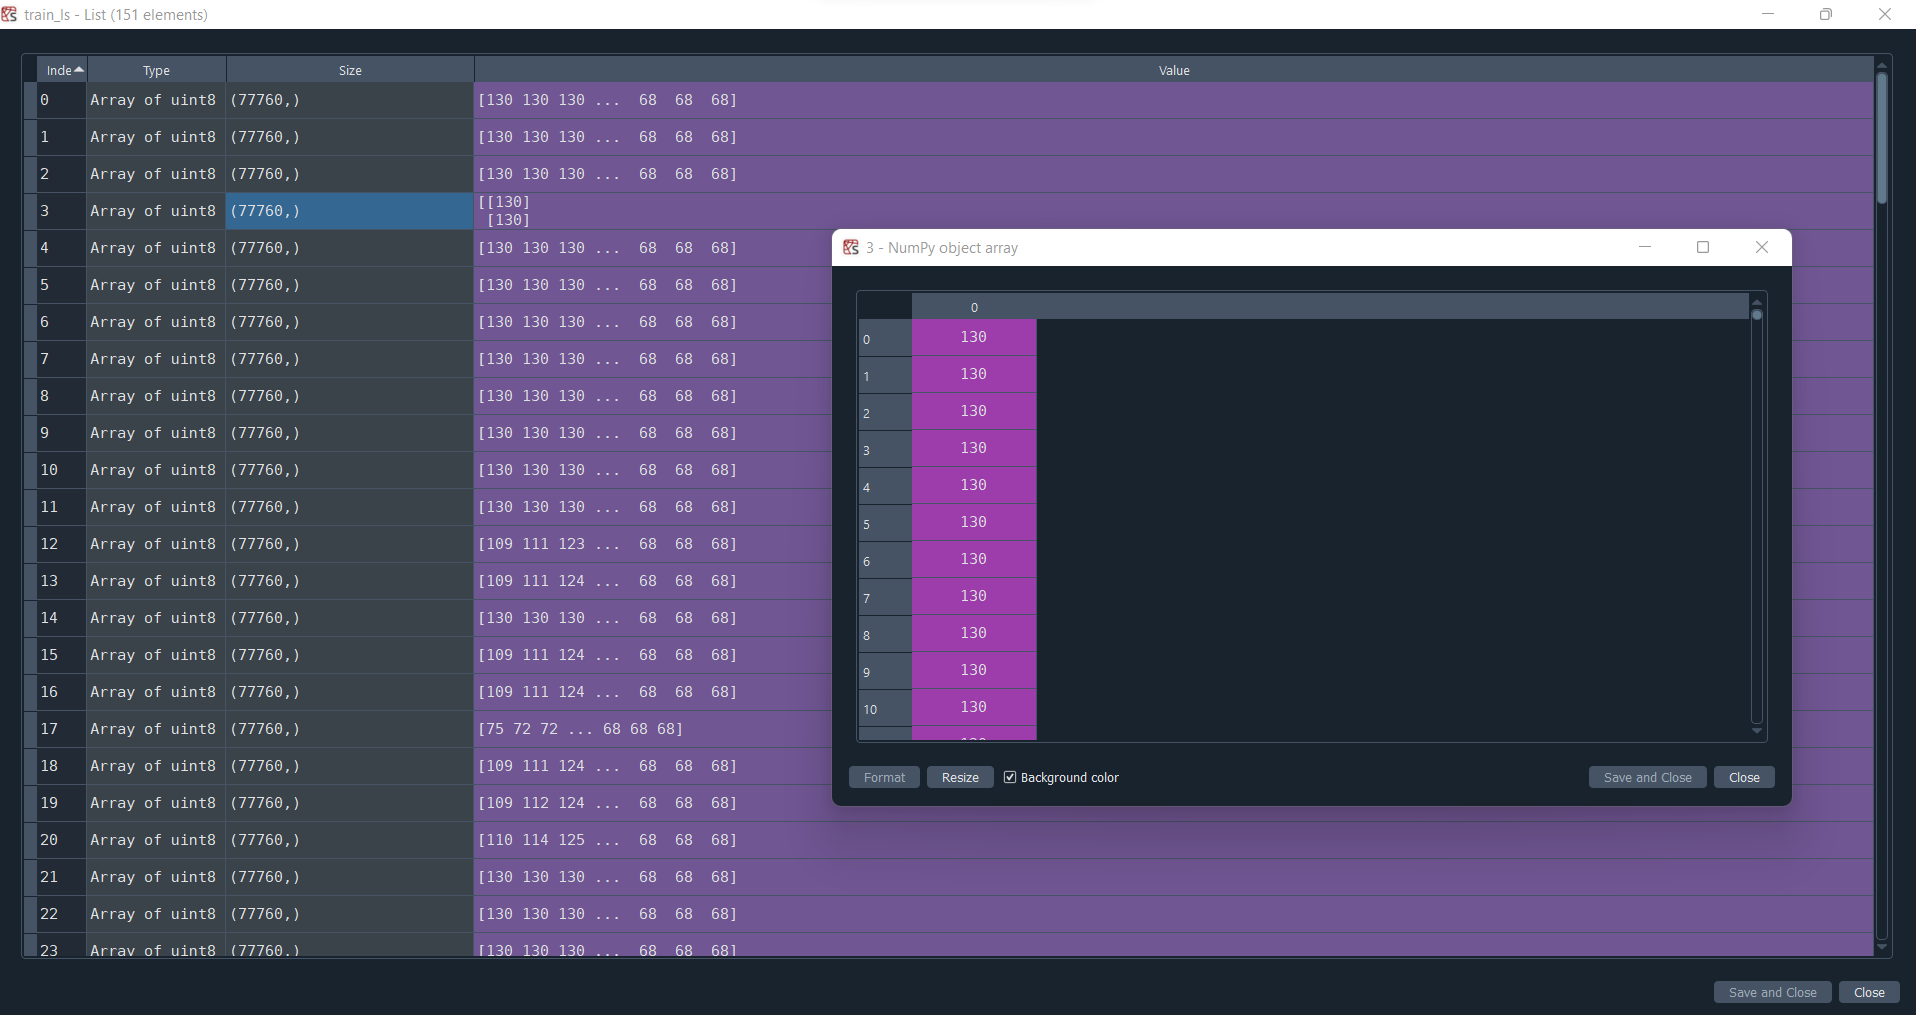 train_ls - List (151 elements)
Inde Type Size Value
0 Array of uint8 (77760,) [130 130 130 ... 68 68 68]
1 Array of uint8 (77760,) [130 130 130 ... 68 68 68]
2 Array of uint8 (77760,) [130 130 130 ... 68 68 68]
3 Array of uint8 (77760,) [[130]
[130]
4 Array of uint8 (77760,) [130 130 130 ... 68 68 68]
5 Array of uint8 (77760,) [130 130 130 ... 68 68 68]
6 Array of uint8 (77760,) [130 130 130 ... 68 68 68]
7 Array of uint8 (77760,) [130 130 130 ... 68 68 68]
8 Array of uint8 (77760,) [130 130 130 ... 68 68 68]
9 Array of uint8 (77760,) [130 130 130 ... 68 68 68]
10 Array of uint8 (77760,) [130 130 130 ... 68 68 68]
11 Array of uint8 (77760,) [130 130 130 ... 68 68 68]
12 Array of uint8 (77760,) [109 111 123 ... 68 68 68]
13 Array of uint8 (77760,) [109 111 124 ... 68 68 68]
14 Array of uint8 (77760,) [130 130 130 ... 68 68 68]
15 Array of uint8 (77760,) [109 111 124 ... 68 68 68]
16 Array of uint8 (77760,) [109 111 124 ... 68 68 68]
17 Array of uint8 (77760,) [75 72 72 ... 68 68 68]
18 Array of uint8 (77760,) [109 111 124 ... 68 68 68]
19 Array of uint8 (77760,) [109 112 124 ... 68 68 68]
20 Array of uint8 (77760,) [110 114 125 ... 68 68 68]
21 Array of uint8 (77760,) [130 130 130 ... 68 68 68]
22 Array of uint8 (77760,) [130 130 130 ... 68 68 68]
23 Array of uint8 (77760,) [130 130 130 ... 68 68 68]
3 - NumPy object array
0
0 130
1 130
2 130
3 130
4 130
5 130
6 130
7 130
8 130
9 130
10 130
130
Format Resize Background color Save and Close Close
Save and Close Close